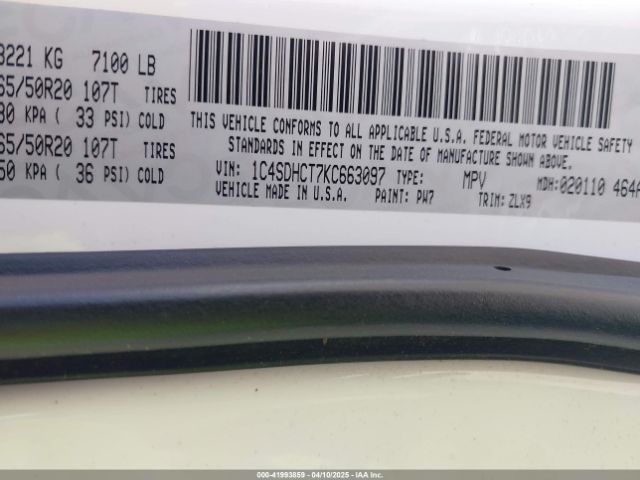 3221 KG 7100 LB
65/50R20 107T TIRES
30 KPA ( 33 PSI) COLD
65/50R20 107T TIRES
50 KPA ( 36 PSI) COLD
THIS VEHICLE CONFORMS TO ALL APPLICABLE U.S.A. FEDERAL MOTOR VEHICLE SAFETY
STANDARDS IN EFFECT ON THE DATE OF MANUFACTURE SHOWN ABOVE.
VIN: 1C4SDHCT7KC663097 TYPE: MPV MDH:020110 464A
VEHICLE MADE IN U.S.A. PAINT: PW7 TRIM: ZLX9
000-41993859 - 04/10/2025 - IAA Inc.